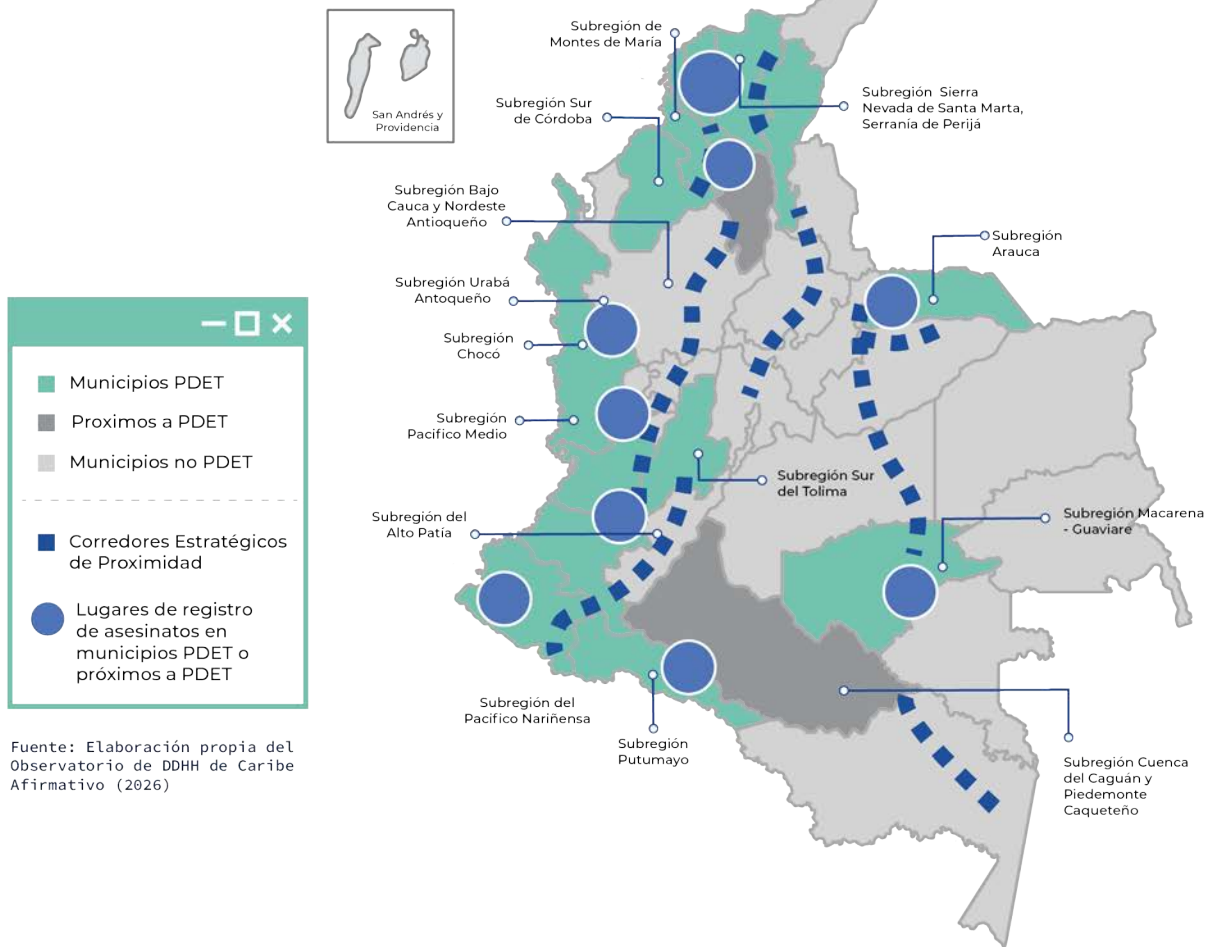 Municipios PDET
Proximos a PDET
Municipios no PDET
Corredores Estratégicos
de Proximidad
Lugares de registro
de asesinatos en
municipios PDET o
próximos a PDET
Fuente: Elaboración propia del
Observatorio de DDHH de Caribe
Afirmativo (2026)
San Andrés y
Providencia
Subregión de
Montes de María
Subregión Sierra
Nevada de Santa Marta,
Serranía de Perijá
Subregión Sur
de Córdoba
Subregión Bajo
Cauca y Nordeste
Antioqueño
Subregión
Arauca
Subregión Urabá
Antoqueño
Subregión
Chocó
Subregión
Pacífico Medio
Subregión Sur
del Tolima
Subregión del
Alto Patía
Subregión Macarena
- Guaviare
Subregión del
Pacifico Nariñensa
Subregión
Putumayo
Subregión Cuenca
del Caguán y
Piedemonte
Caqueteño